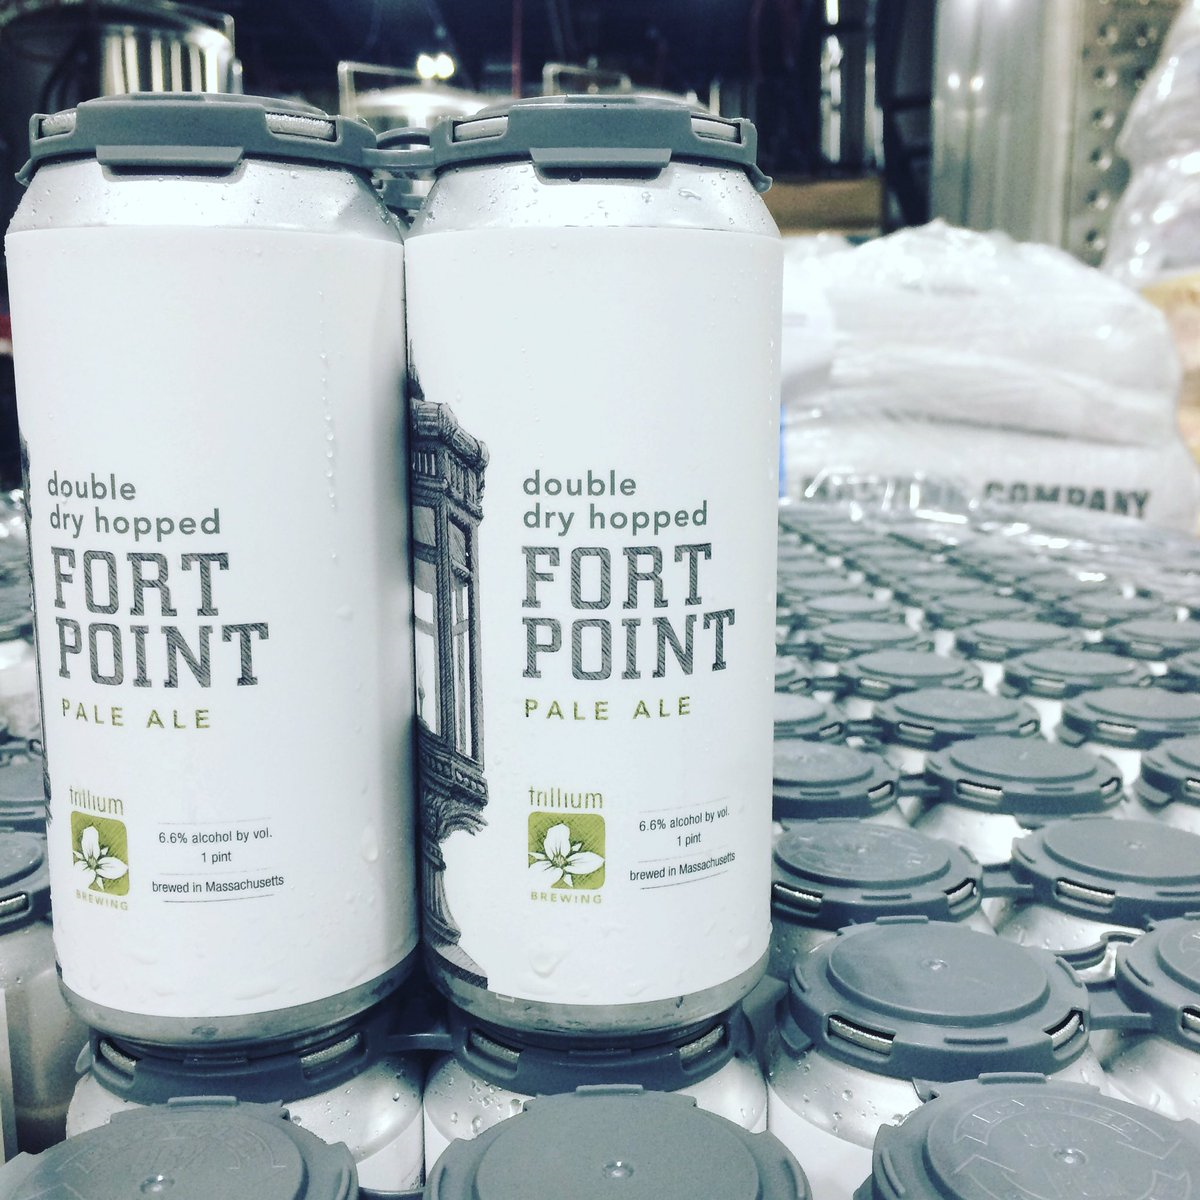 double
dry hopped
FORT
POINT
PALE ALE
trillium
BREWING
6.6% alcohol by vol.
1 pint
brewed in Massachusetts
double
dry hopped
FORT
POINT
PALE ALE
trillium
BREWING
6.6% alcohol by vol.
1 pint
brewed in Massachusetts
COMPANY